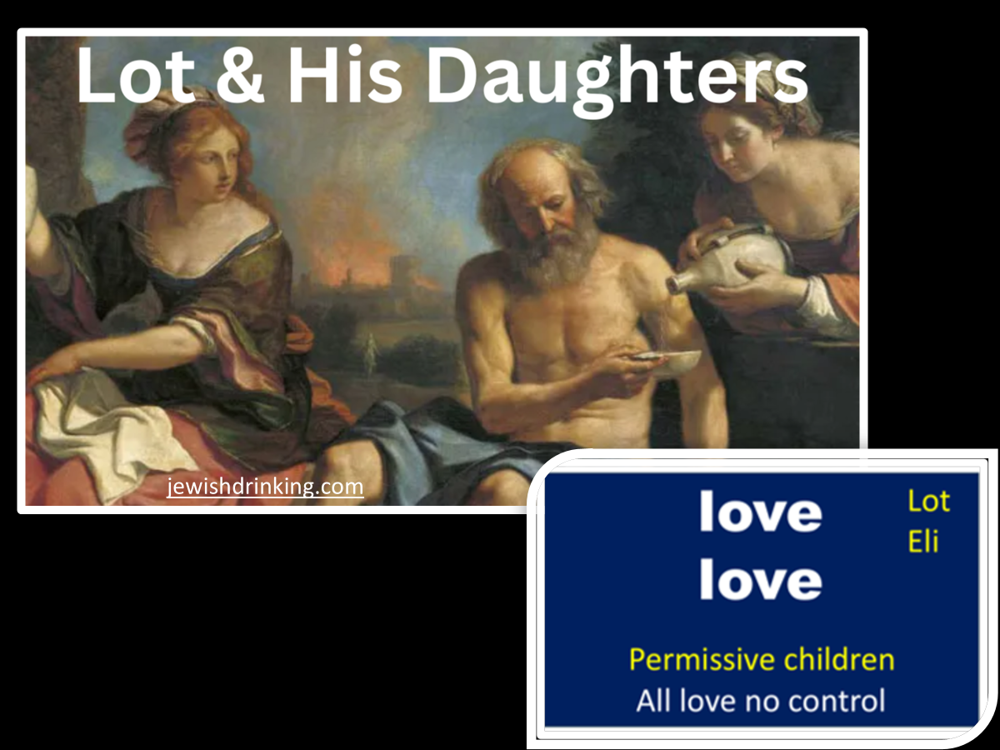 Lot & His Daughters
jewishdrinking.com
love
love
Lot
Eli
Permissive children
All love no control